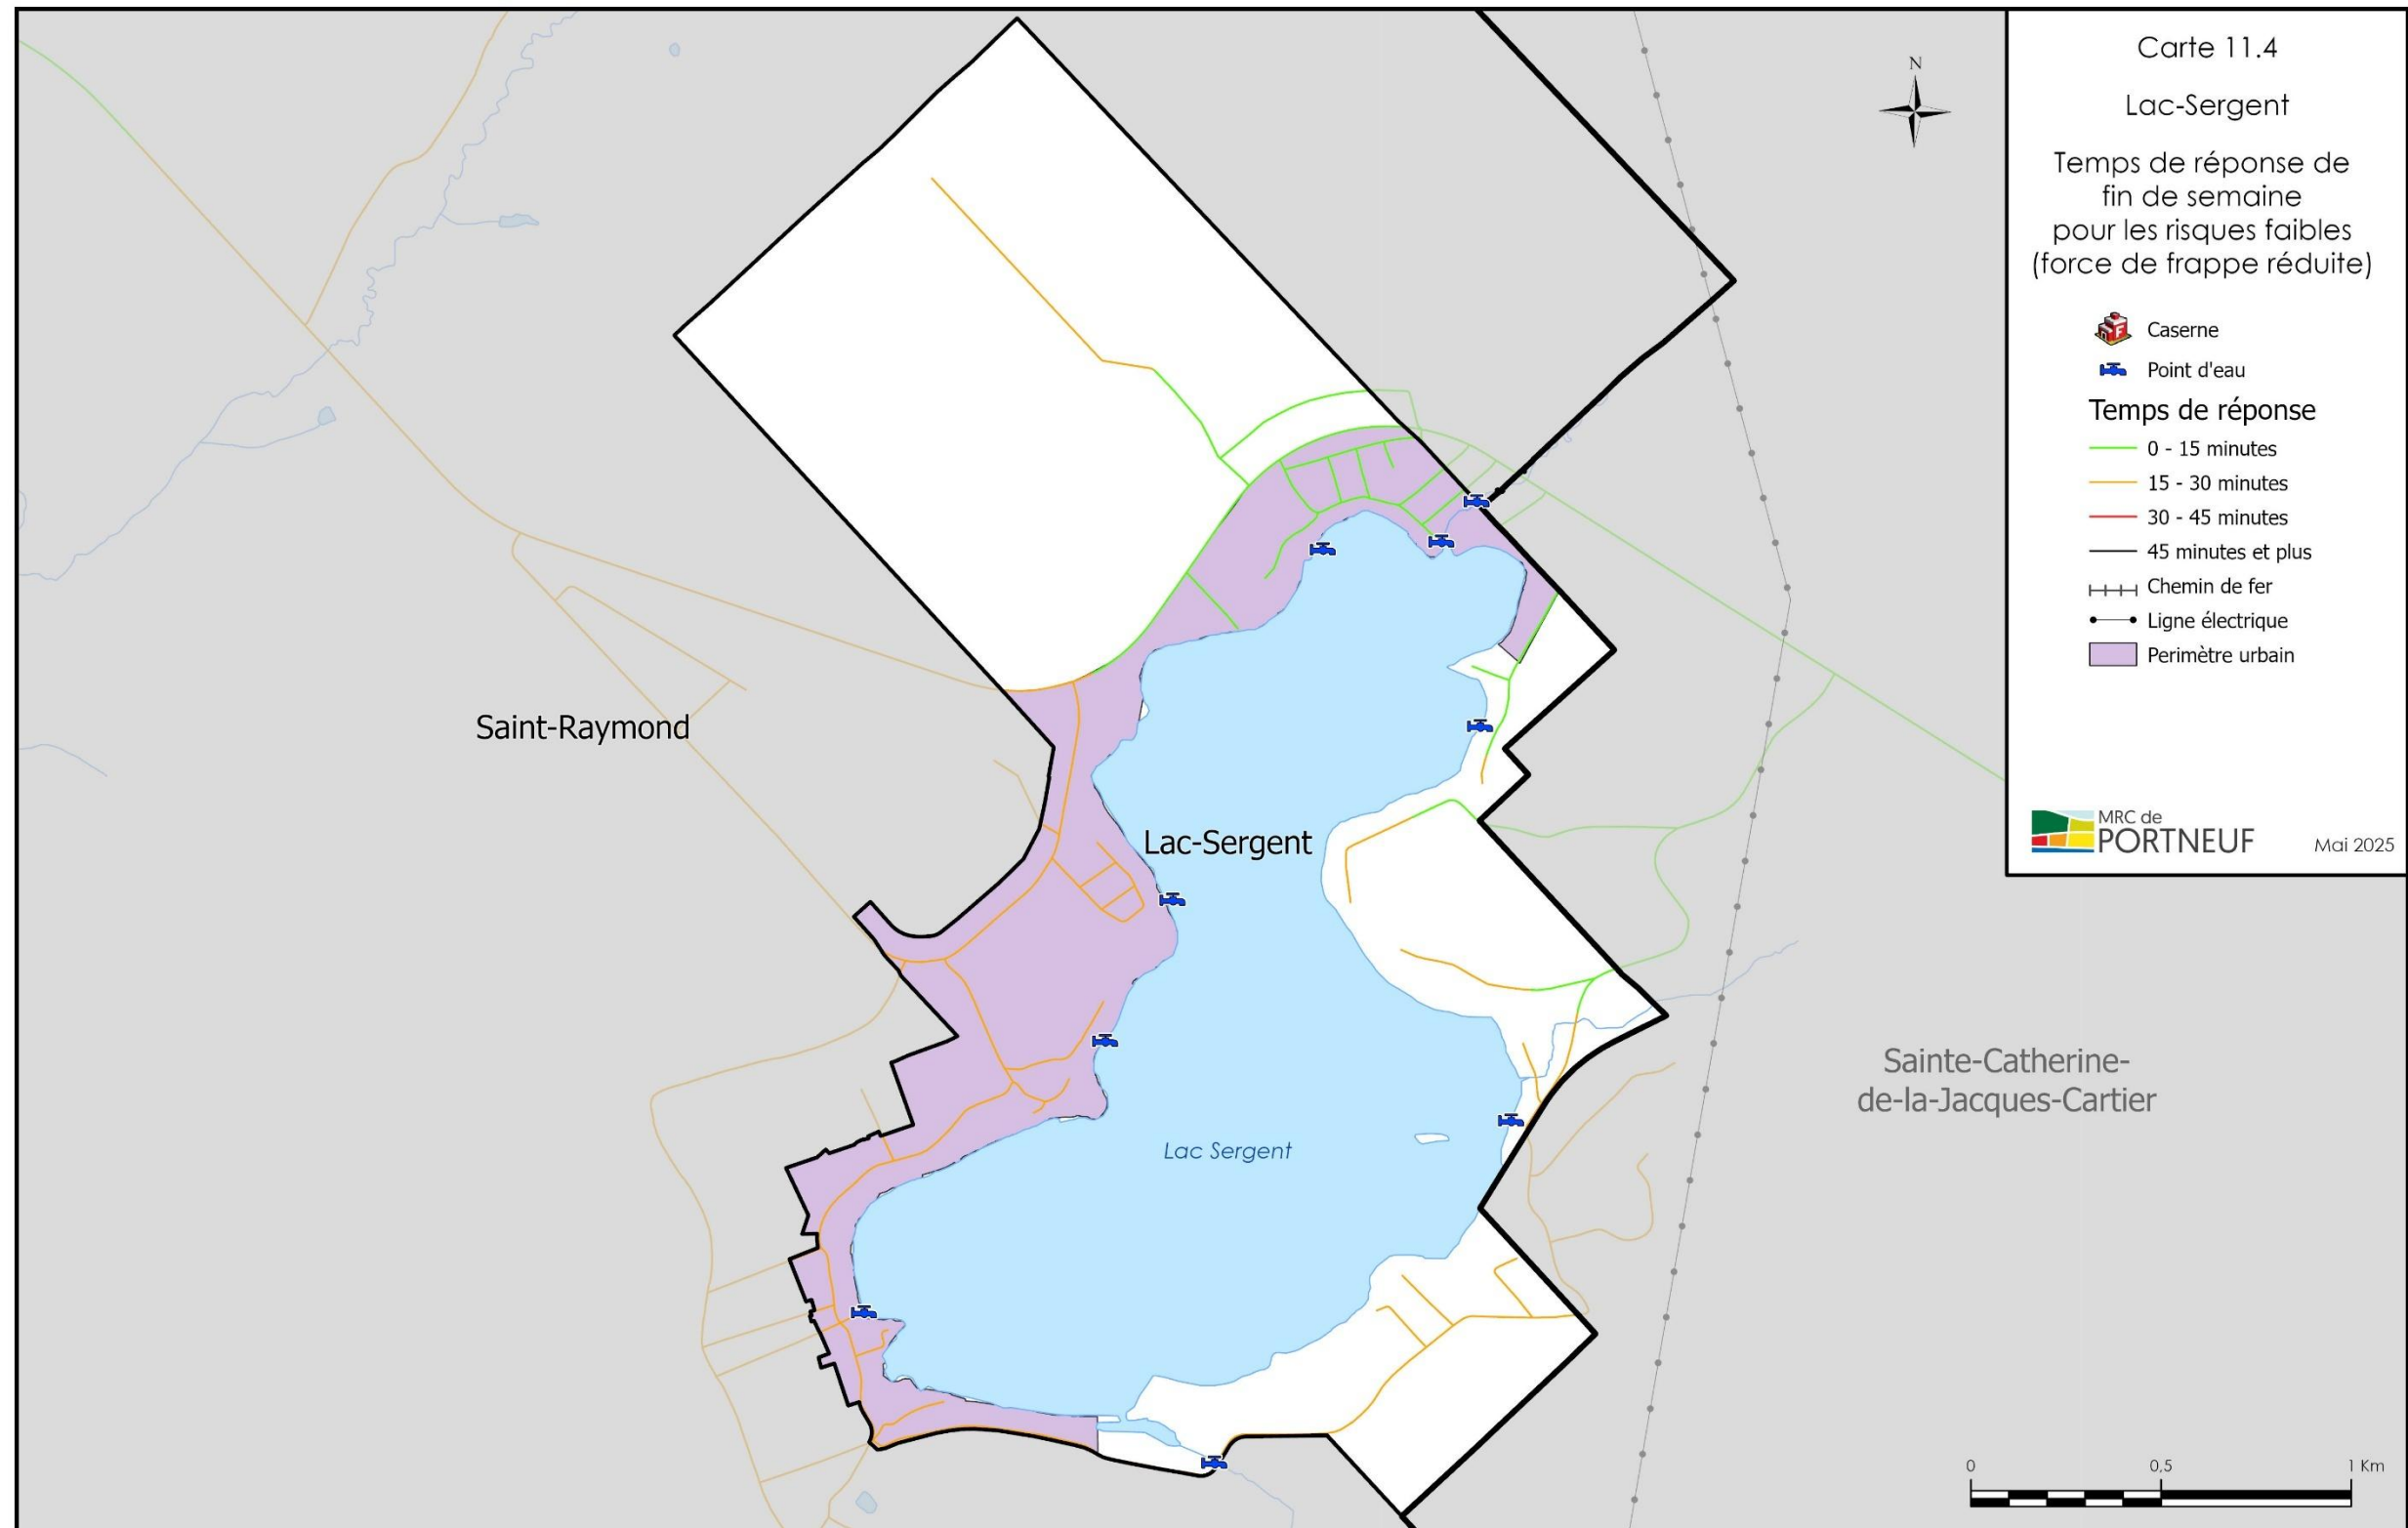 Carte 11.4
Lac-Sergent
Temps de réponse de
fin de semaine
pour les risques faibles
(force de frappe réduite)
Caserne
Point d'eau
Temps de réponse
0 - 15 minutes
15 - 30 minutes
30 - 45 minutes
45 minutes et plus
Chemin de fer
Ligne électrique
Perimètre urbain
MRC de
PORTNEUF
Mai 2025
N
Saint-Raymond
Lac-Sergent
Lac Sergent
Sainte-Catherine-
de-la-Jacques-Cartier
0 0,5 1 Km